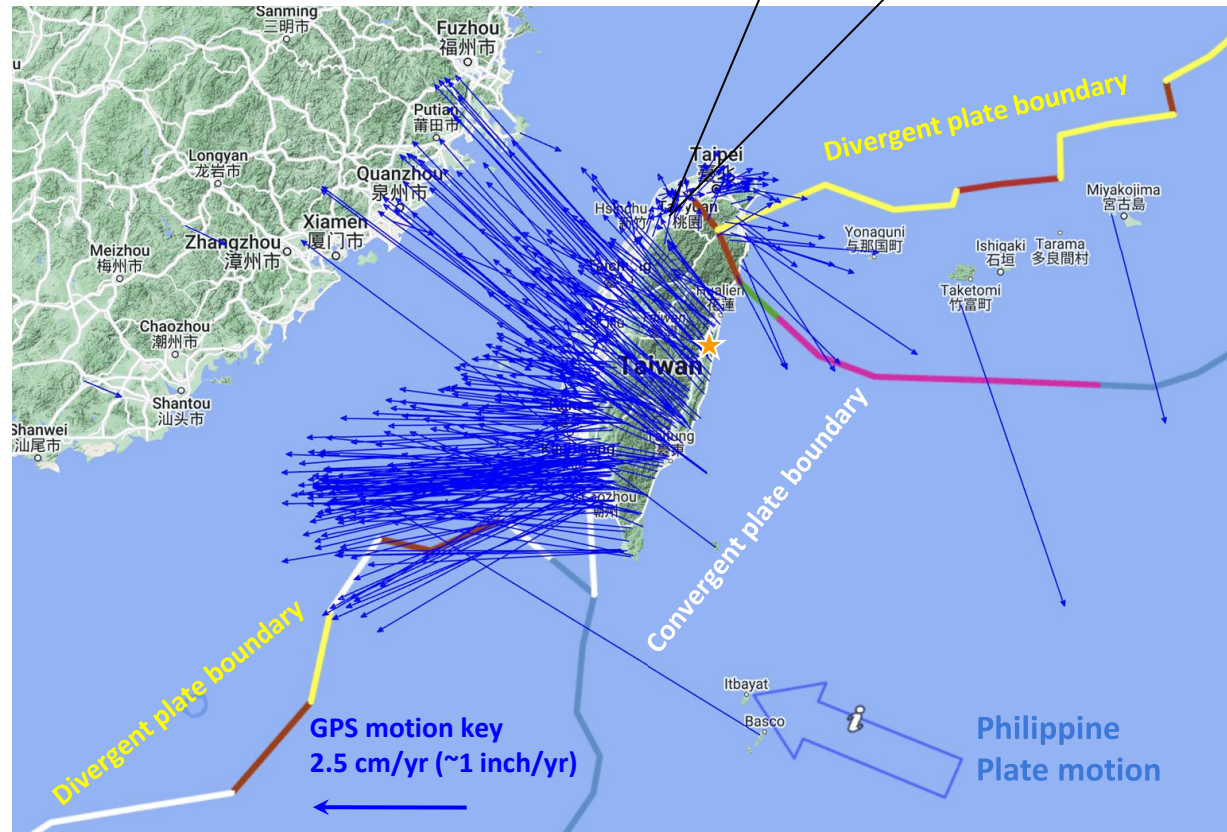 Sanming
三明市
Fuzhou
福州市
Putian
莆田市
Longyan
龙岩市
Quanzhou
泉州市
Xiamen
厦门市
Zhangzhou
漳州市
Meizhou
梅州市
Chaozhou
潮州市
Shantou
汕头市
Shanwei
汕尾市
Taipei
桃園
Hsinchu
新竹
Hualien
花蓮
Taiwan
Divergent plate boundary
Miyakojima
宮古島
Yonaguni
与那国町
Ishigaki
石垣
Tarama
多良間村
Taketomi
竹富町
Convergent plate boundary
Divergent plate boundary
GPS motion key
2.5 cm/yr (~1 inch/yr)
Itbayat
Basco
i
Philippine
Plate motion